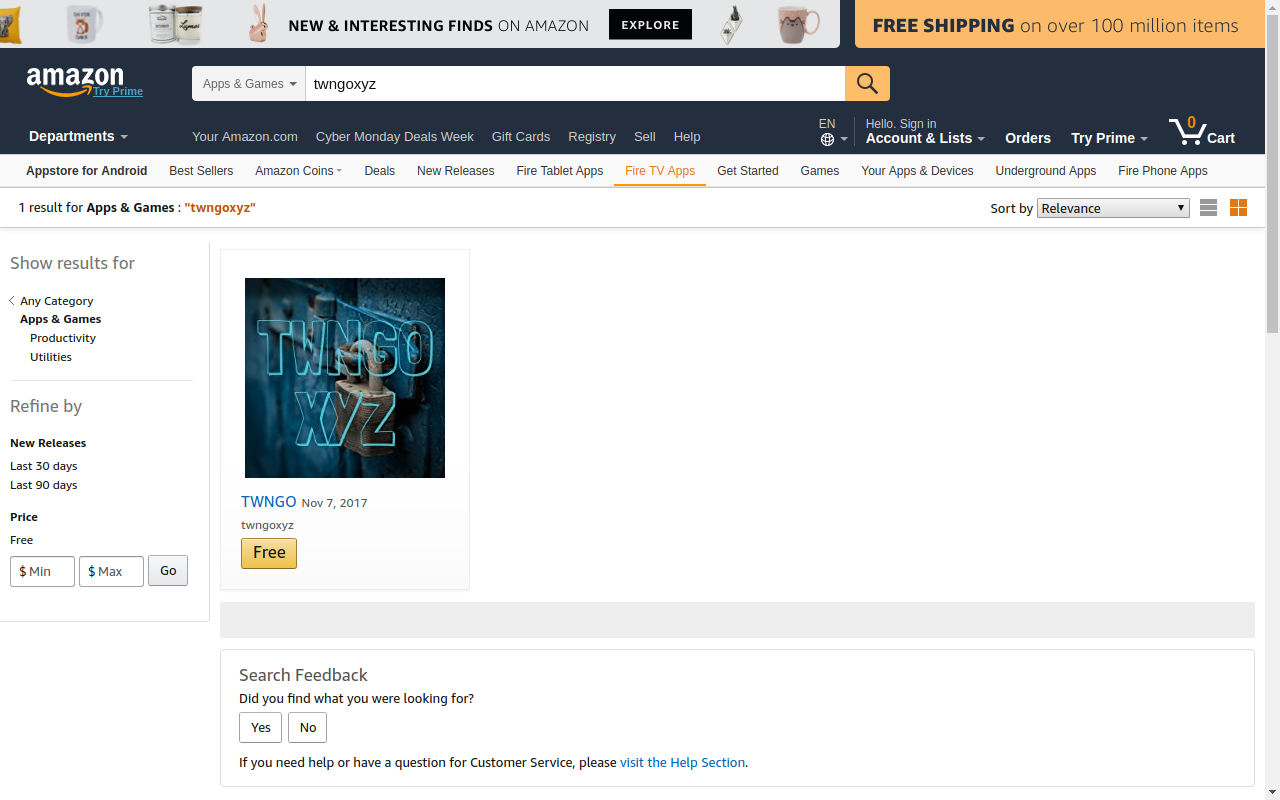 NEW & INTERESTING FINDS ON AMAZON EXPLORE
FREE SHIPPING on over 100 million items
amazon
Try Prime
Apps & Games
twngoxyz
Departments
Your Amazon.com Cyber Monday Deals Week Gift Cards Registry Sell Help
EN
Hello. Sign in
Account & Lists
Orders
Try Prime
0
Cart
Appstore for Android Best Sellers Amazon Coins Deals New Releases Fire Tablet Apps Fire TV Apps Get Started Games Your Apps & Devices Underground Apps Fire Phone Apps
1 result for Apps & Games : "twngoxyz"
Sort by Relevance
Show results for
Any Category
Apps & Games
Productivity
Utilities
Refine by
New Releases
Last 30 days
Last 90 days
Price
Free
$ Min $ Max Go
TWNGO
XYZ
TWNGO Nov 7, 2017
twngoxyz
Free
Search Feedback
Did you find what you were looking for?
Yes No
If you need help or have a question for Customer Service, please visit the Help Section.